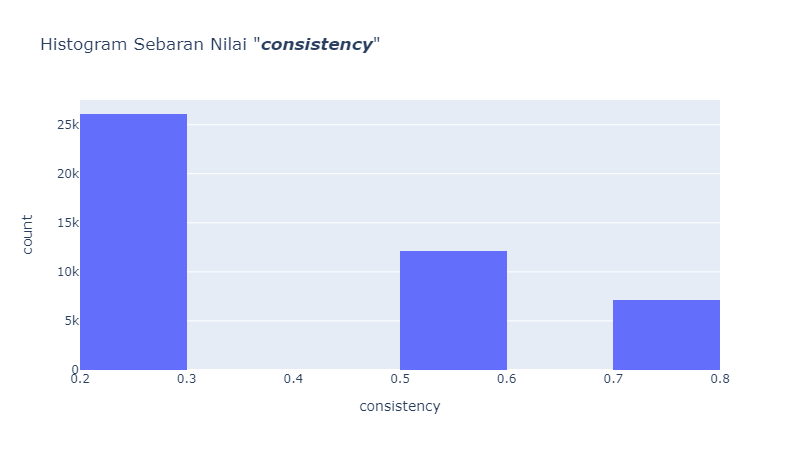 Histogram Sebaran Nilai "consistency"
25k
20k
15k
10k
5k
0
count
0.2 0.3 0.4 0.5 0.6 0.7 0.8
consistency